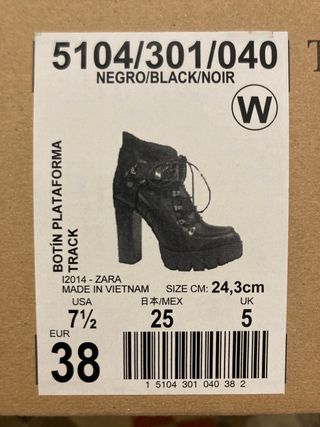 5104/301/040
NEGRO/BLACK/NOIR
W
BOTÍN PLATAFORMA
TRACK
I2014 - ZARA
MADE IN VIETNAM SIZE CM: 24,3cm
USA 日本/MEX UK
7½ 25 5
EUR
38
1 5104 301 040 38 2
T